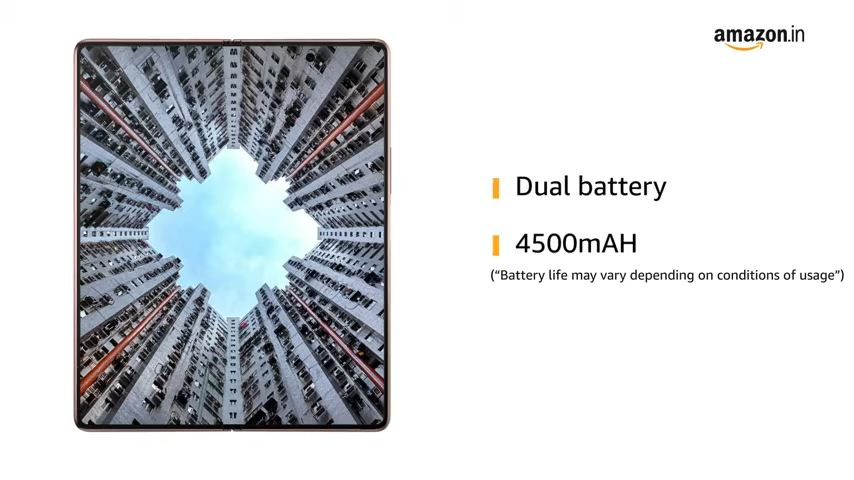 amazon.in
Dual battery
4500mAH
(“Battery life may vary depending on conditions of usage”)